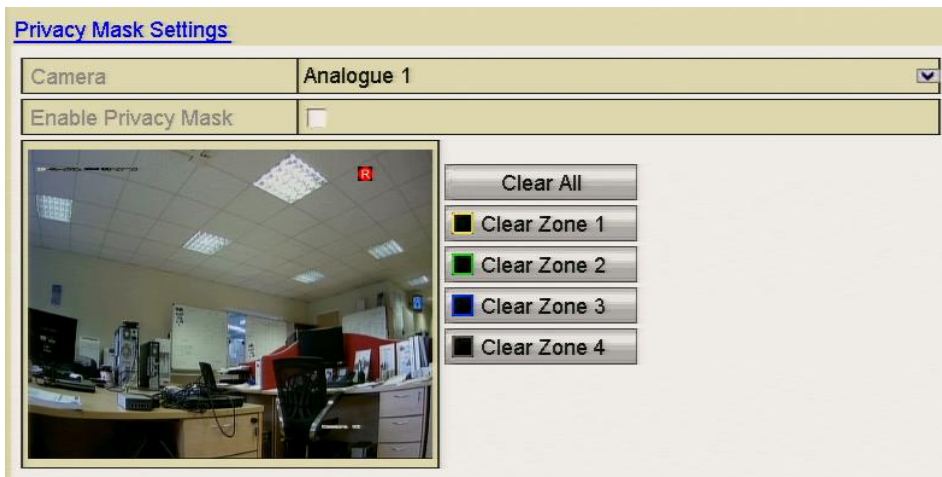 Privacy Mask Settings
Camera Analogue 1
Enable Privacy Mask
R
Clear All
Clear Zone 1
Clear Zone 2
Clear Zone 3
Clear Zone 4